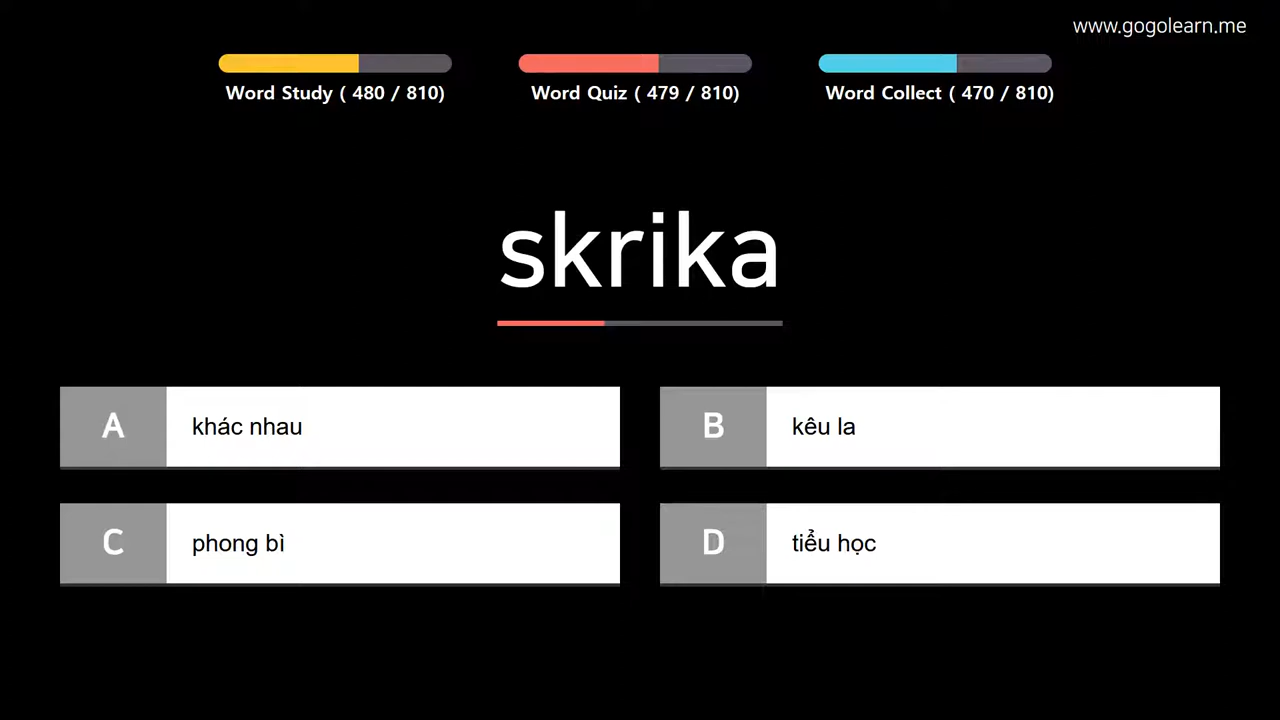 www.gogolearn.me
Word Study ( 480 / 810)
Word Quiz ( 479 / 810)
Word Collect ( 470 / 810)
skrika
A khác nhau
B kêu la
C phong bì
D tiểu học